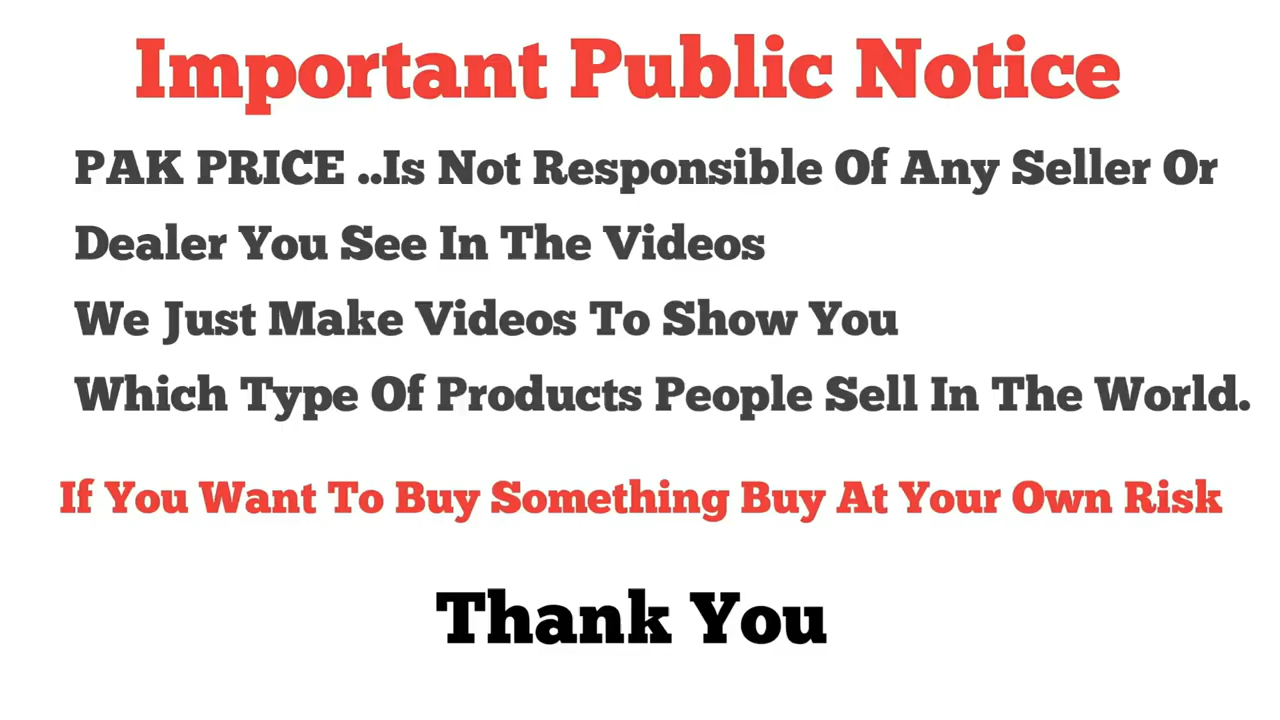 Important Public Notice
PAK PRICE ..Is Not Responsible Of Any Seller Or
Dealer You See In The Videos
We Just Make Videos To Show You
Which Type Of Products People Sell In The World.
If You Want To Buy Something Buy At Your Own Risk
Thank You